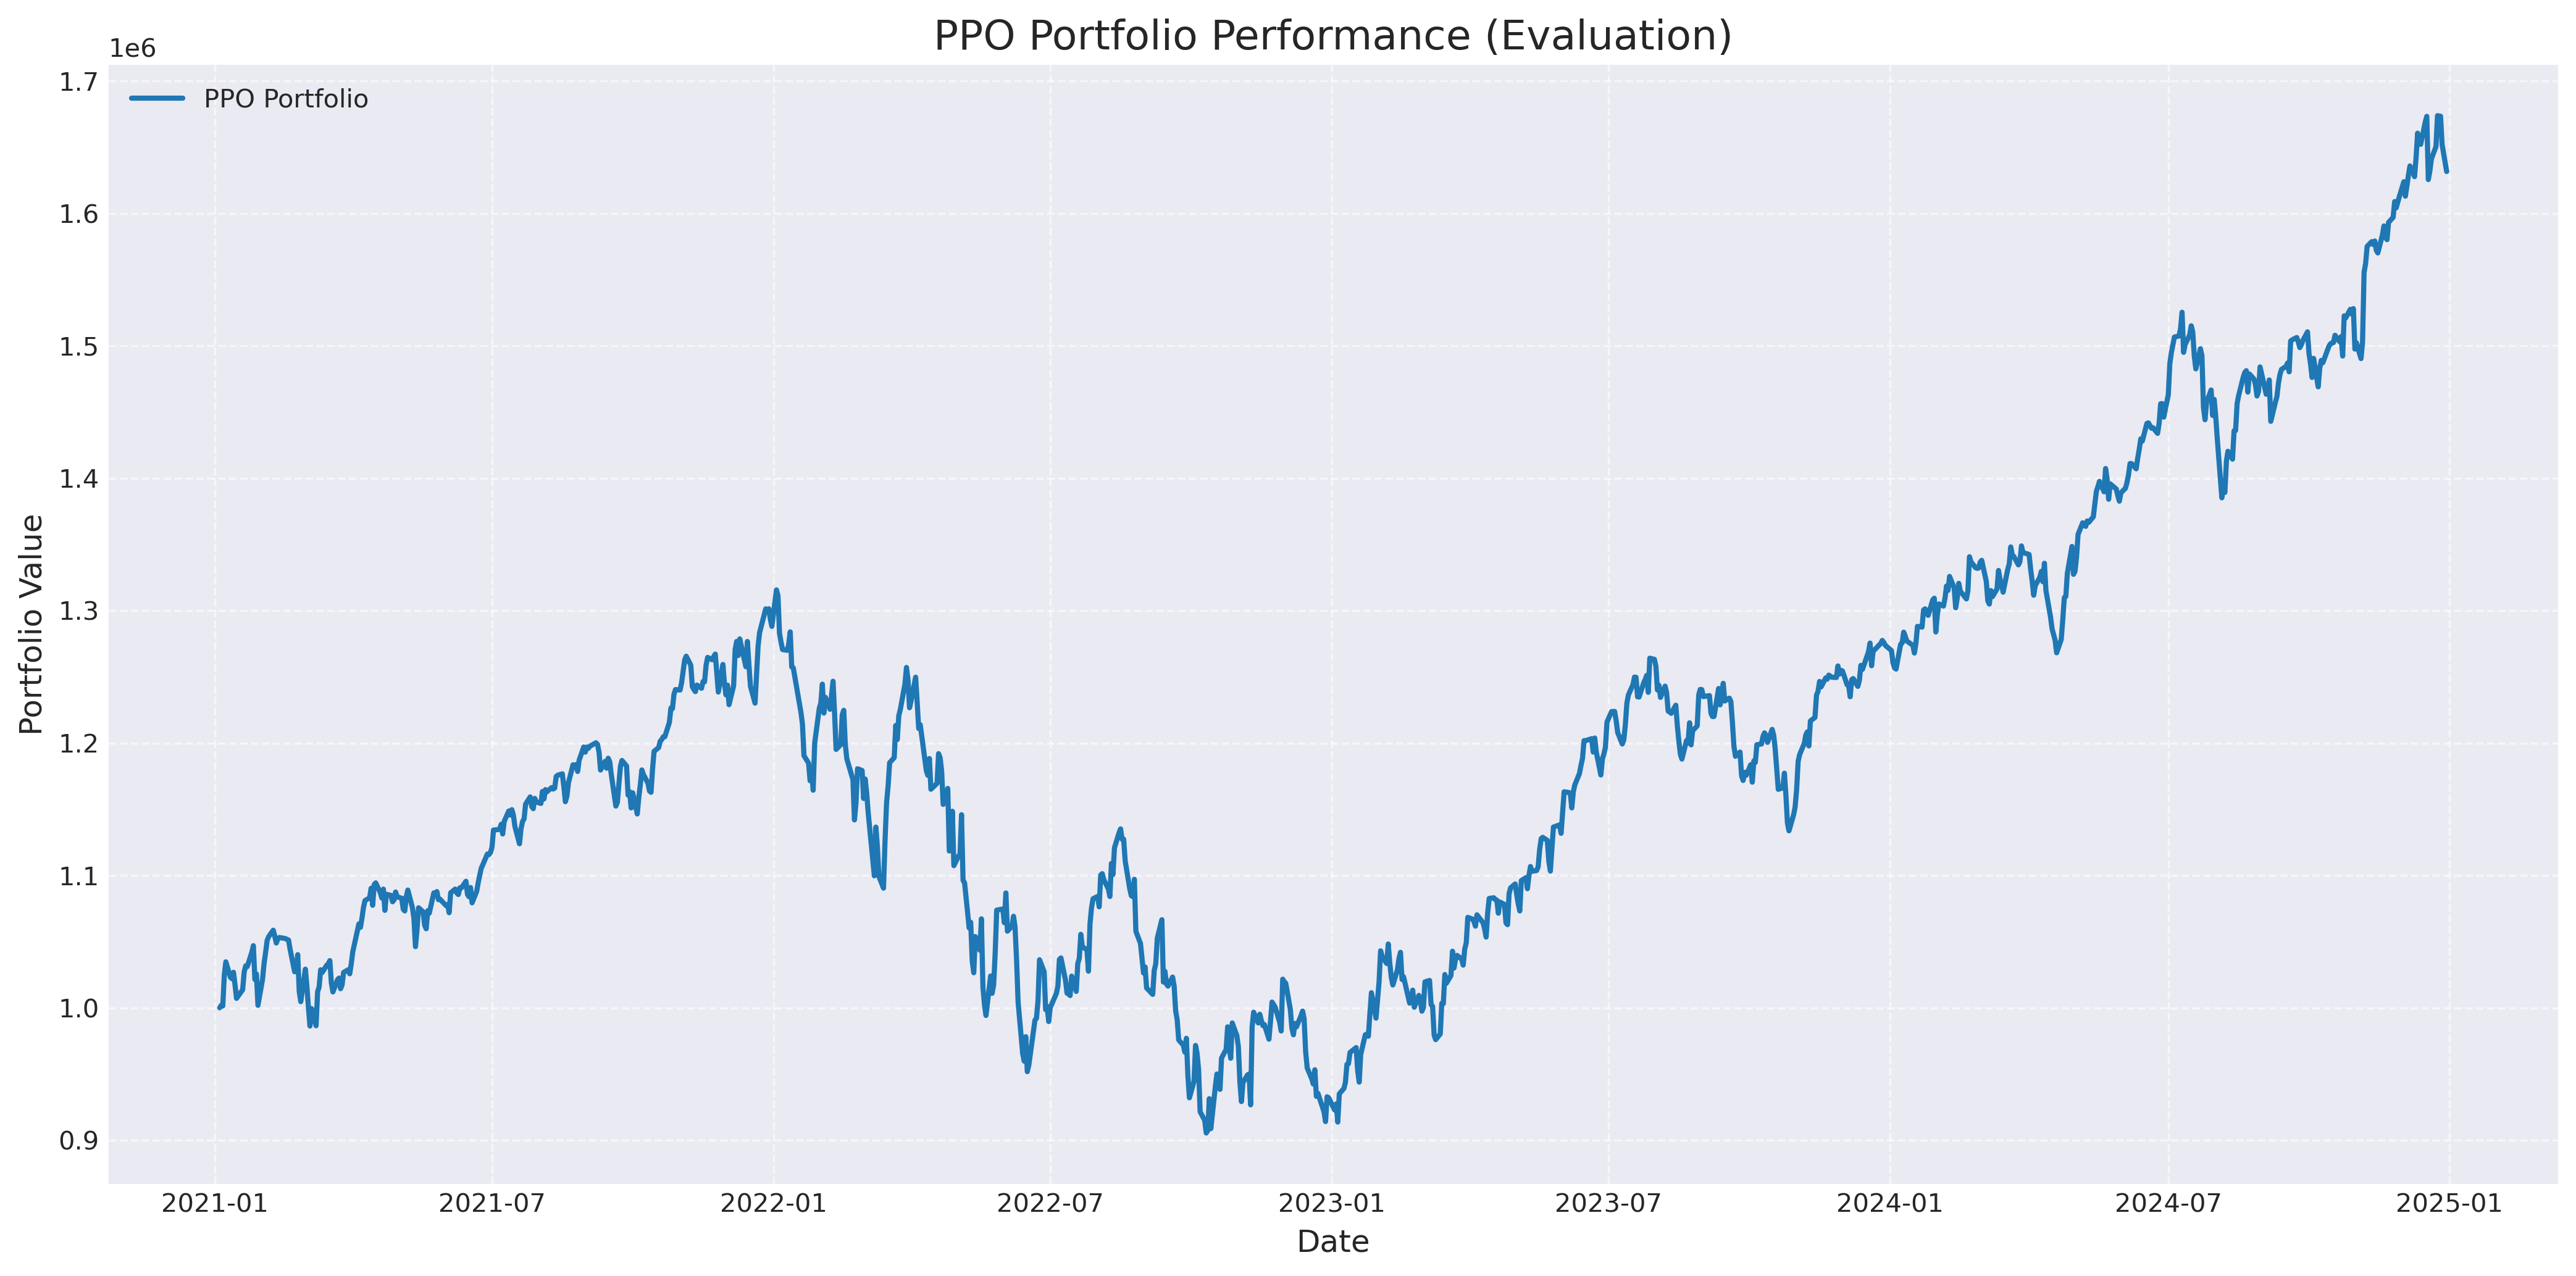 PPO Portfolio Performance (Evaluation)
1e6
PPO Portfolio
1.7
1.6
1.5
1.4
1.3
1.2
1.1
1.0
0.9
Portfolio Value
2021-01 2021-07 2022-01 2022-07 2023-01 2023-07 2024-01 2024-07 2025-01
Date